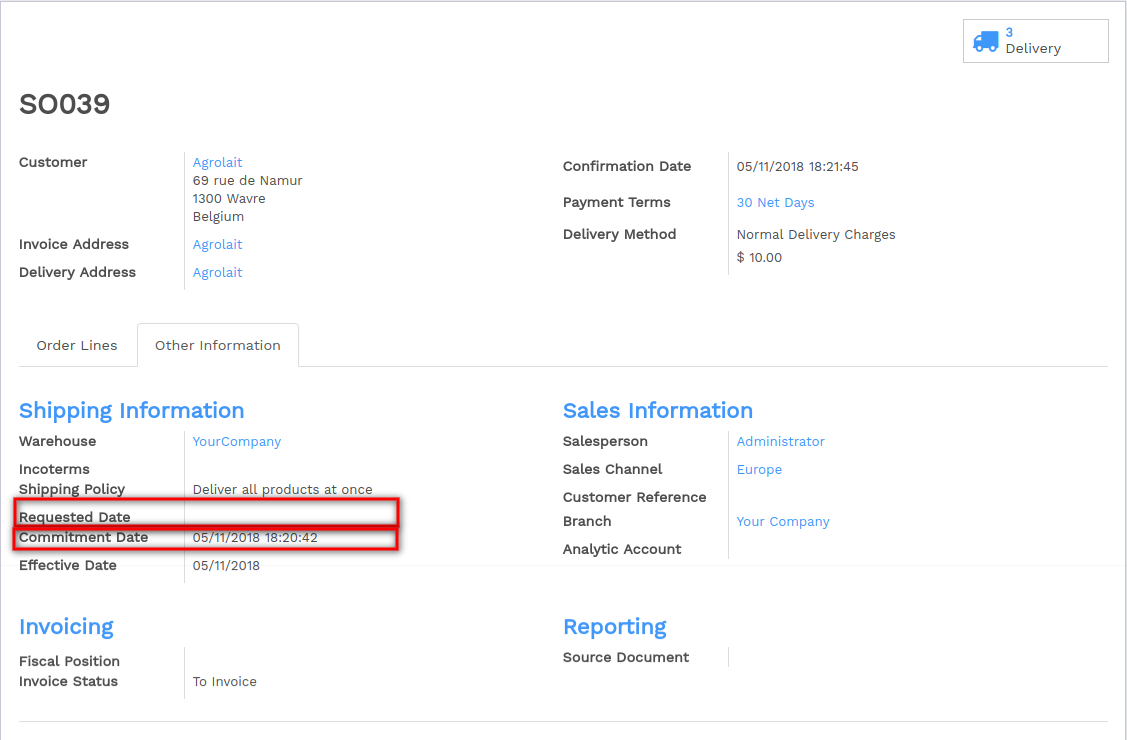 3
Delivery
SO039
Customer Agrolait
69 rue de Namur
1300 Wavre
Belgium
Invoice Address Agrolait
Delivery Address Agrolait
Confirmation Date 05/11/2018 18:21:45
Payment Terms 30 Net Days
Delivery Method Normal Delivery Charges
$ 10.00
Order Lines Other Information
Shipping Information
Warehouse YourCompany
Incoterms
Shipping Policy Deliver all products at once
Requested Date
Commitment Date 05/11/2018 18:20:42
Effective Date 05/11/2018
Sales Information
Salesperson Administrator
Sales Channel Europe
Customer Reference
Branch Your Company
Analytic Account
Invoicing
Fiscal Position
Invoice Status To Invoice
Reporting
Source Document